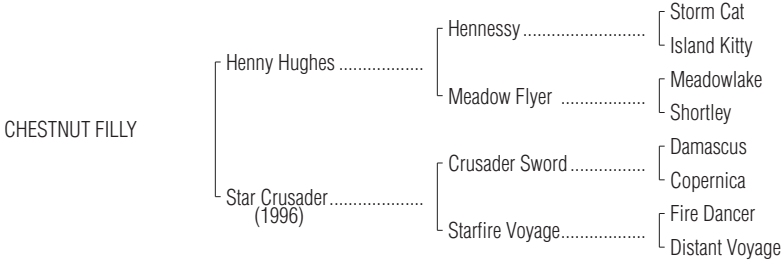 Storm Cat
Hennessy ..........................
Island Kitty
Henny Hughes ..................
Meadowlake
Meadow Flyer ..................
Shortley
CHESTNUT FILLY
Damascus
Crusader Sword................
Copernica
Star Crusader....................
(1996)
Fire Dancer
Starfire Voyage..................
Distant Voyage